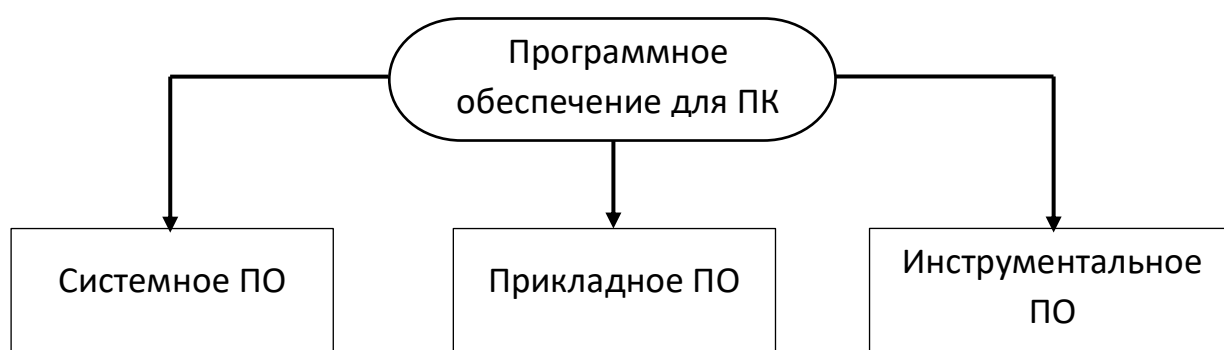 Программное
обеспечение для ПК
Системное ПО
Прикладное ПО
Инструментальное
ПО